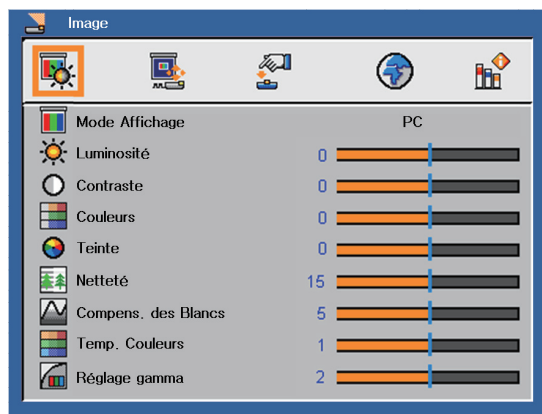 Image
Mode Affichage PC
Luminosité 0
Contraste 0
Couleurs 0
Teinte 0
Netteté 15
Compens. des Blancs 5
Temp. Couleurs 1
Réglage gamma 2